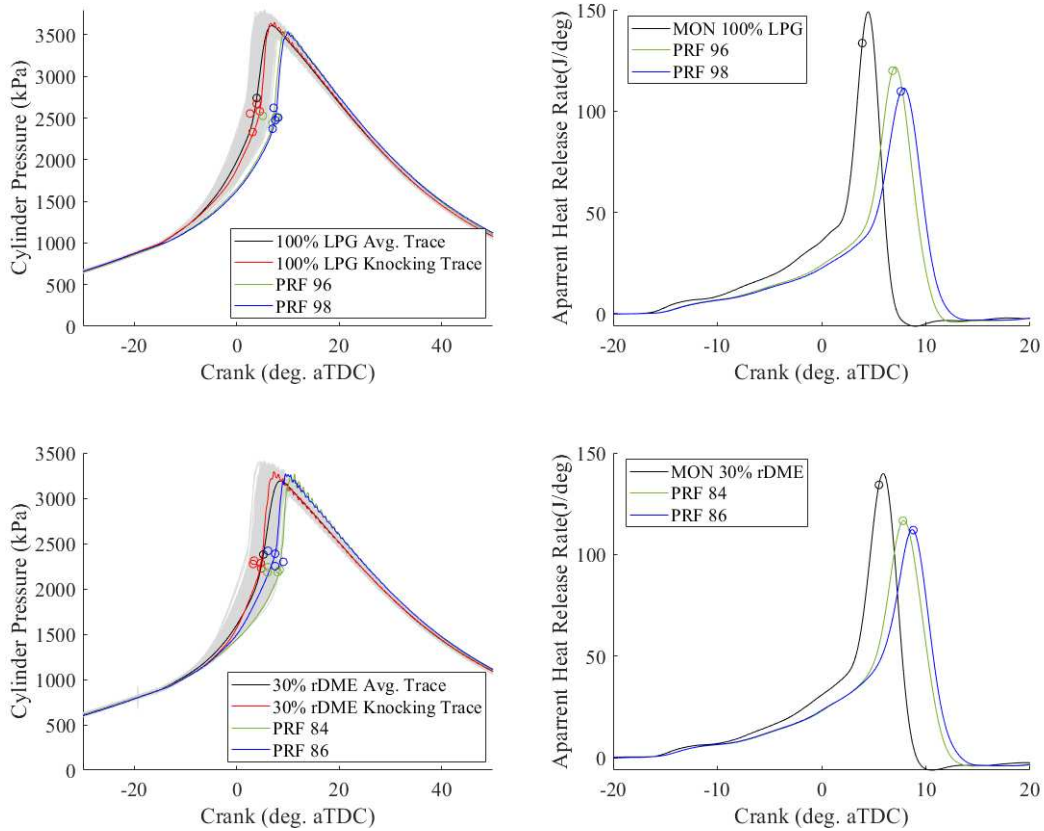 3500
3000
2500
2000
1500
1000
500
0
Cylinder Pressure (kPa)
100% LPG Avg. Trace
100% LPG Knocking Trace
PRF 96
PRF 98
-20 0 20 40
Crank (deg. aTDC)
150
100
50
0
Aparrent Heat Release Rate(J/deg)
MON 100% LPG
PRF 96
PRF 98
-20 -10 0 10 20
Crank (deg. aTDC)
3500
3000
2500
2000
1500
1000
500
0
Cylinder Pressure (kPa)
30% rDME Avg. Trace
30% rDME Knocking Trace
PRF 84
PRF 86
-20 0 20 40
Crank (deg. aTDC)
150
100
50
0
Aparrent Heat Release Rate(J/deg)
MON 30% rDME
PRF 84
PRF 86
-20 -10 0 10 20
Crank (deg. aTDC)